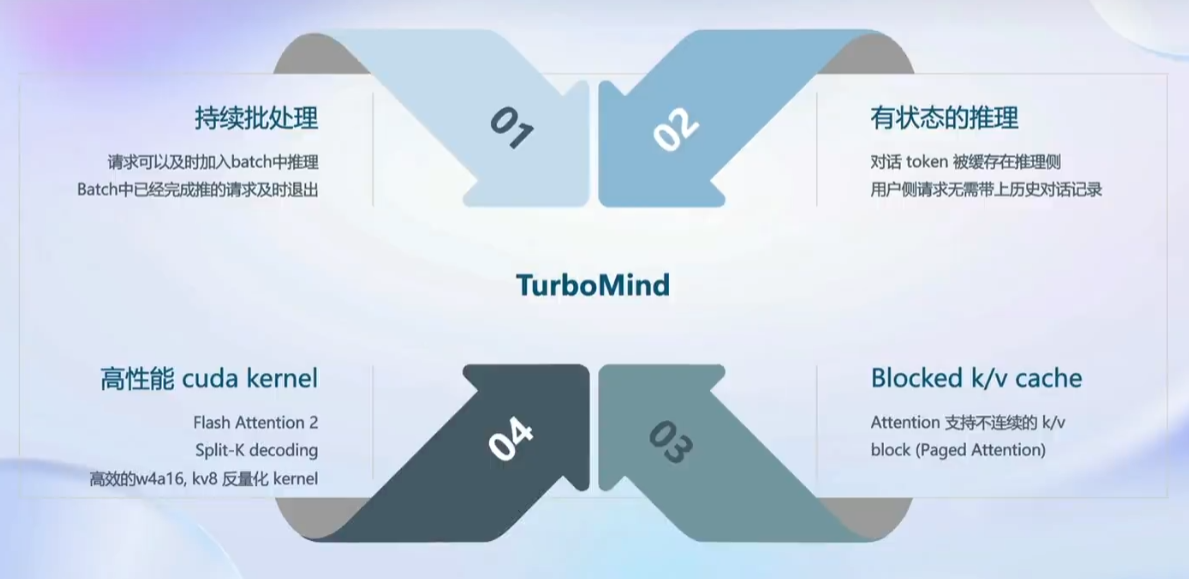 持续批处理
请求可以及时加入batch中推理
Batch中已经完成推的请求及时退出
01
02
有状态的推理
对话 token 被缓存在推理侧
用户侧请求无需带上历史对话记录
TurboMind
高性能 cuda kernel
Flash Attention 2
Split-K decoding
高效的w4a16, kv8 反量化 kernel
04
03
Blocked k/v cache
Attention 支持不连续的 k/v
block (Paged Attention)